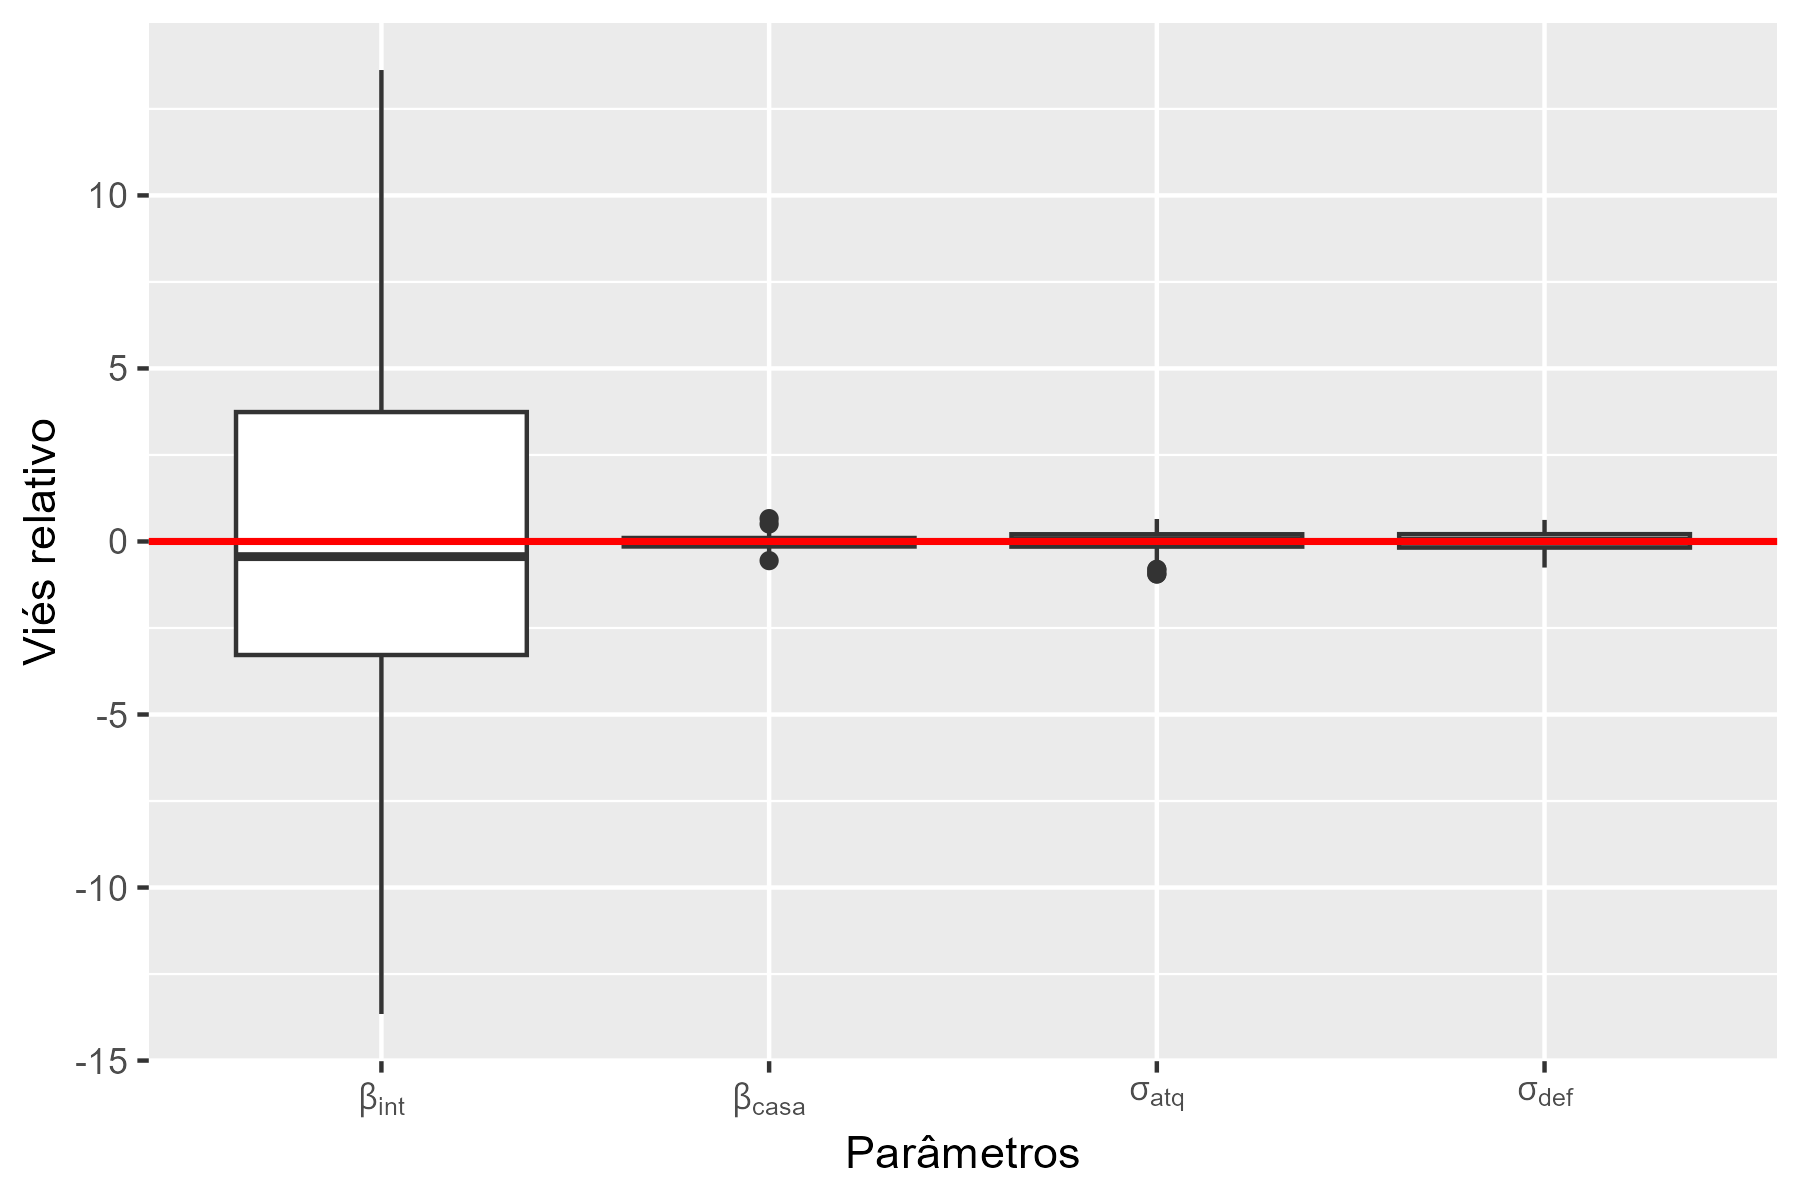 Viés relativo
10
5
0
-5
-10
-15
βint
βcasa
σatq
σdef
Parâmetros